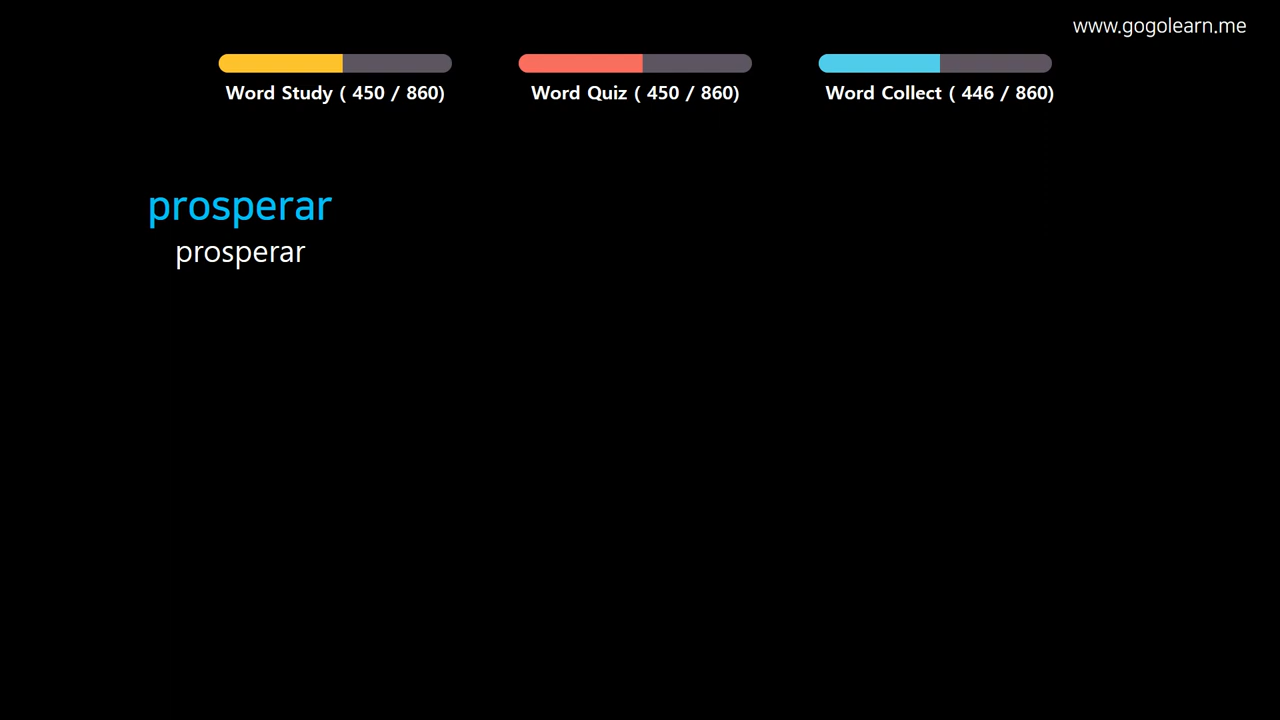 www.gogolearn.me
Word Study ( 450 / 860)
Word Quiz ( 450 / 860)
Word Collect ( 446 / 860)
prosperar
prosperar